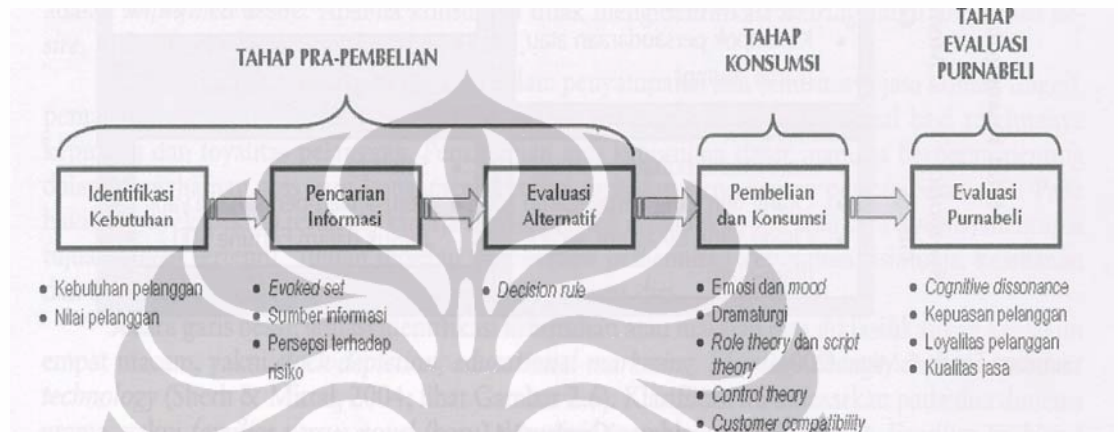 TAHAP PRA-PEMBELIAN
TAHAP
KONSUMSI
TAHAP
EVALUASI
PURNABELI
Identifikasi
Kebutuhan
Pencarian
Informasi
Evaluasi
Alternatif
Pembelian
dan Konsumsi
Evaluasi
Purnabeli
• Kebutuhan pelanggan
• Nilai pelanggan
• Evoked set
• Sumber informasi
• Persepsi terhadap
risiko
• Decision rule
• Emosi dan mood
• Dramaturgi
• Role theory dan script
theory
• Control theory
• Customer compatibility
• Cognitive dissonance
• Kepuasan pelanggan
• Loyalitas pelanggan
• Kualitas jasa